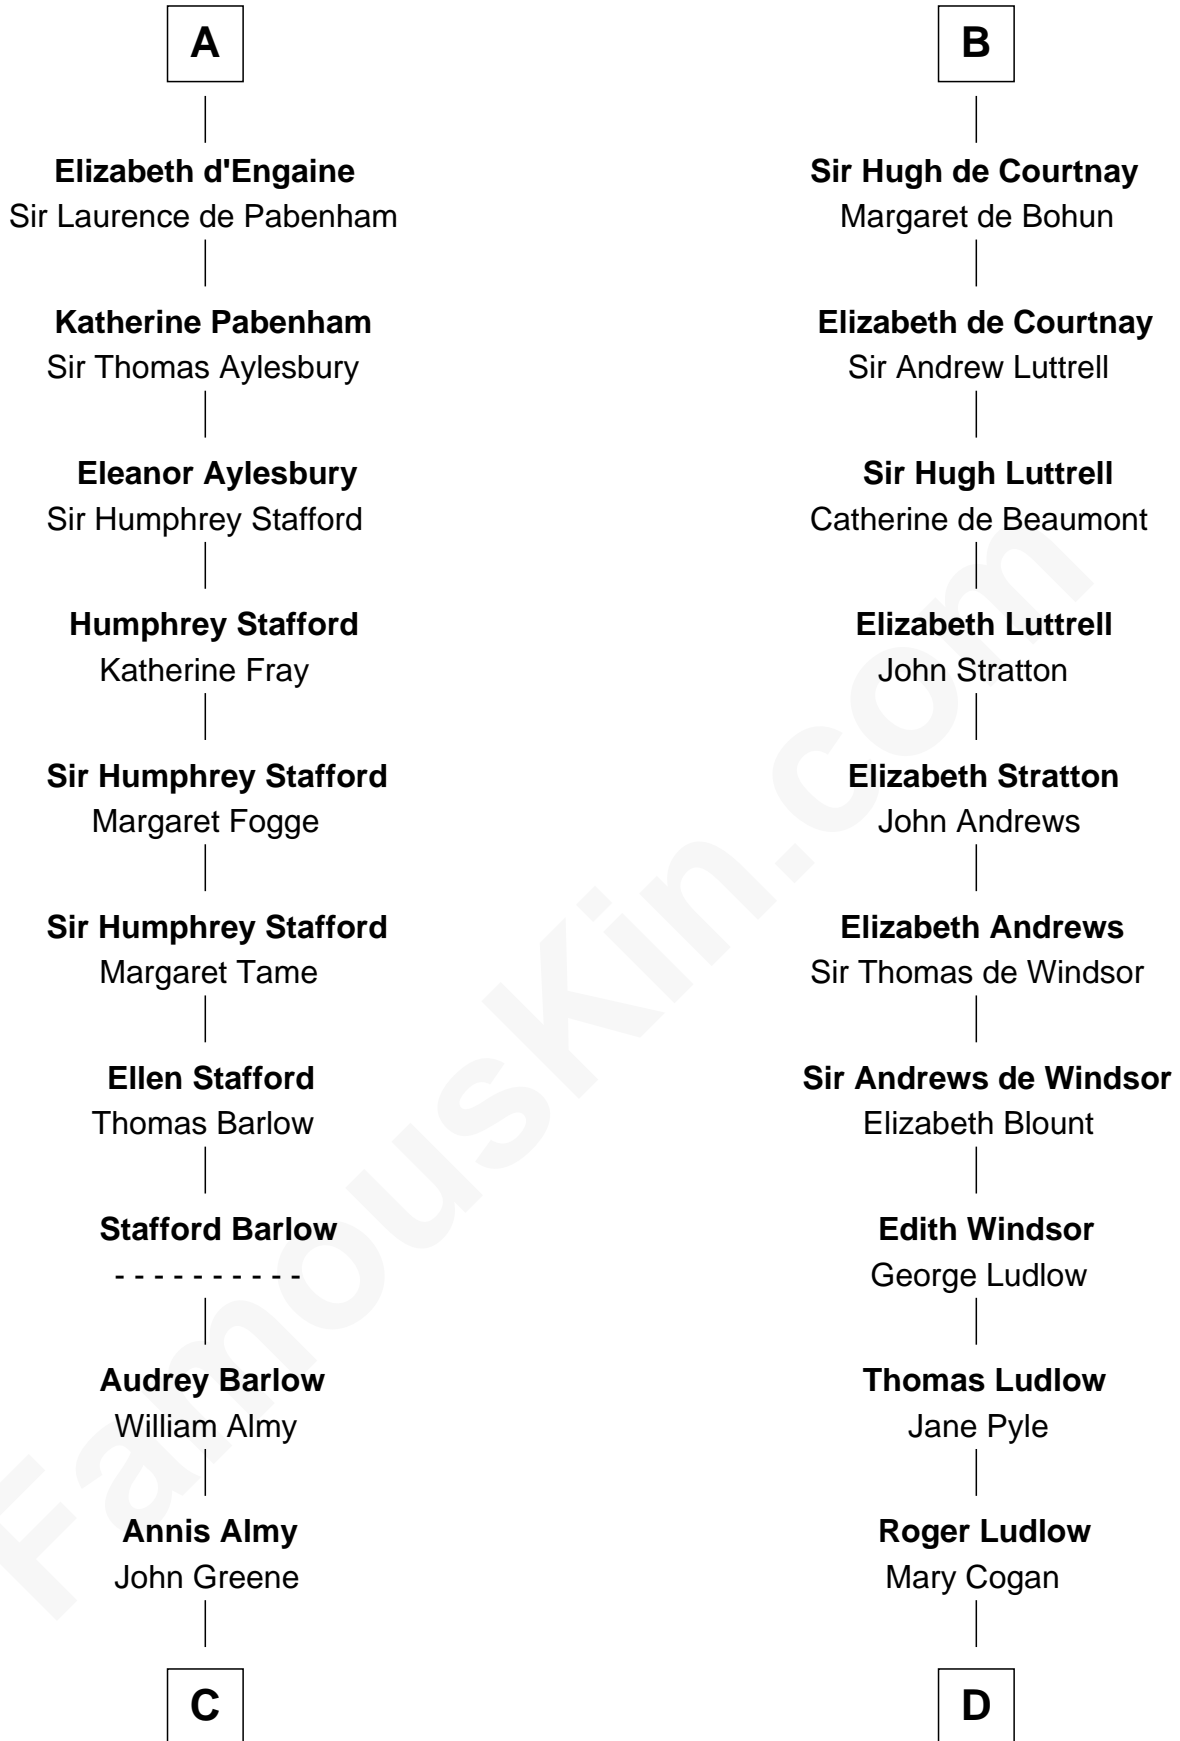 A
Elizabeth d'Engaine
Sir Laurence de Pabenham
Katherine Pabenham
Sir Thomas Aylesbury
Eleanor Aylesbury
Sir Humphrey Stafford
Humphrey Stafford
Katherine Fray
Sir Humphrey Stafford
Margaret Fogge
Sir Humphrey Stafford
Margaret Tame
Ellen Stafford
Thomas Barlow
Stafford Barlow
- - - - - - - - - -
Audrey Barlow
William Almy
Annis Almy
John Greene
C
B
Sir Hugh de Courtnay
Margaret de Bohun
Elizabeth de Courtnay
Sir Andrew Luttrell
Sir Hugh Luttrell
Catherine de Beaumont
Elizabeth Luttrell
John Stratton
Elizabeth Stratton
John Andrews
Elizabeth Andrews
Sir Thomas de Windsor
Sir Andrews de Windsor
Elizabeth Blount
Edith Windsor
George Ludlow
Thomas Ludlow
Jane Pyle
Roger Ludlow
Mary Cogan
D
FamousKin.com